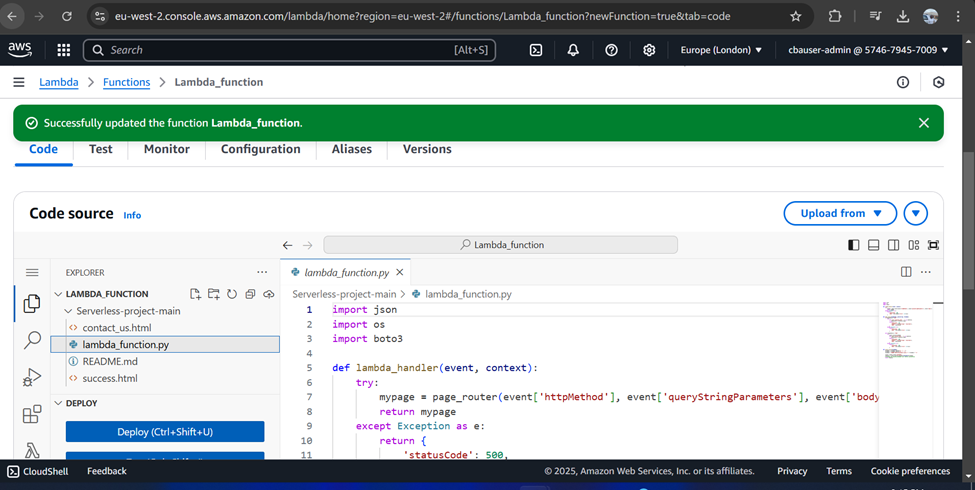 eu-west-2.console.aws.amazon.com/lambda/home?region=eu-west-2#/functions/Lambda_function?newFunction=true&tab=code
aws
Search [Alt+S]
Europe (London) ▼ cbauser-admin @ 5746-7945-7009 ▼
Lambda > Functions > Lambda_function
Successfully updated the function Lambda_function.
Code Test Monitor Configuration Aliases Versions
Code source Info
Upload from ▼
Lambda_function
EXPLORER
LAMBDA_FUNCTION
Serverless-project-main
contact_us.html
lambda_function.py
README.md
success.html
DEPLOY
Deploy (Ctrl+Shift+U)
lambda_function.py
Serverless-project-main > lambda_function.py
1 import json
2 import os
3 import boto3
4
5 def lambda_handler(event, context):
6 try:
7 mypage = page_router(event['httpMethod'], event['queryStringParameters'], event['body
8 return mypage
9 except Exception as e:
10 return {
11 'statusCode': 500,
CloudShell Feedback
© 2025, Amazon Web Services, Inc. or its affiliates. Privacy Terms Cookie preferences